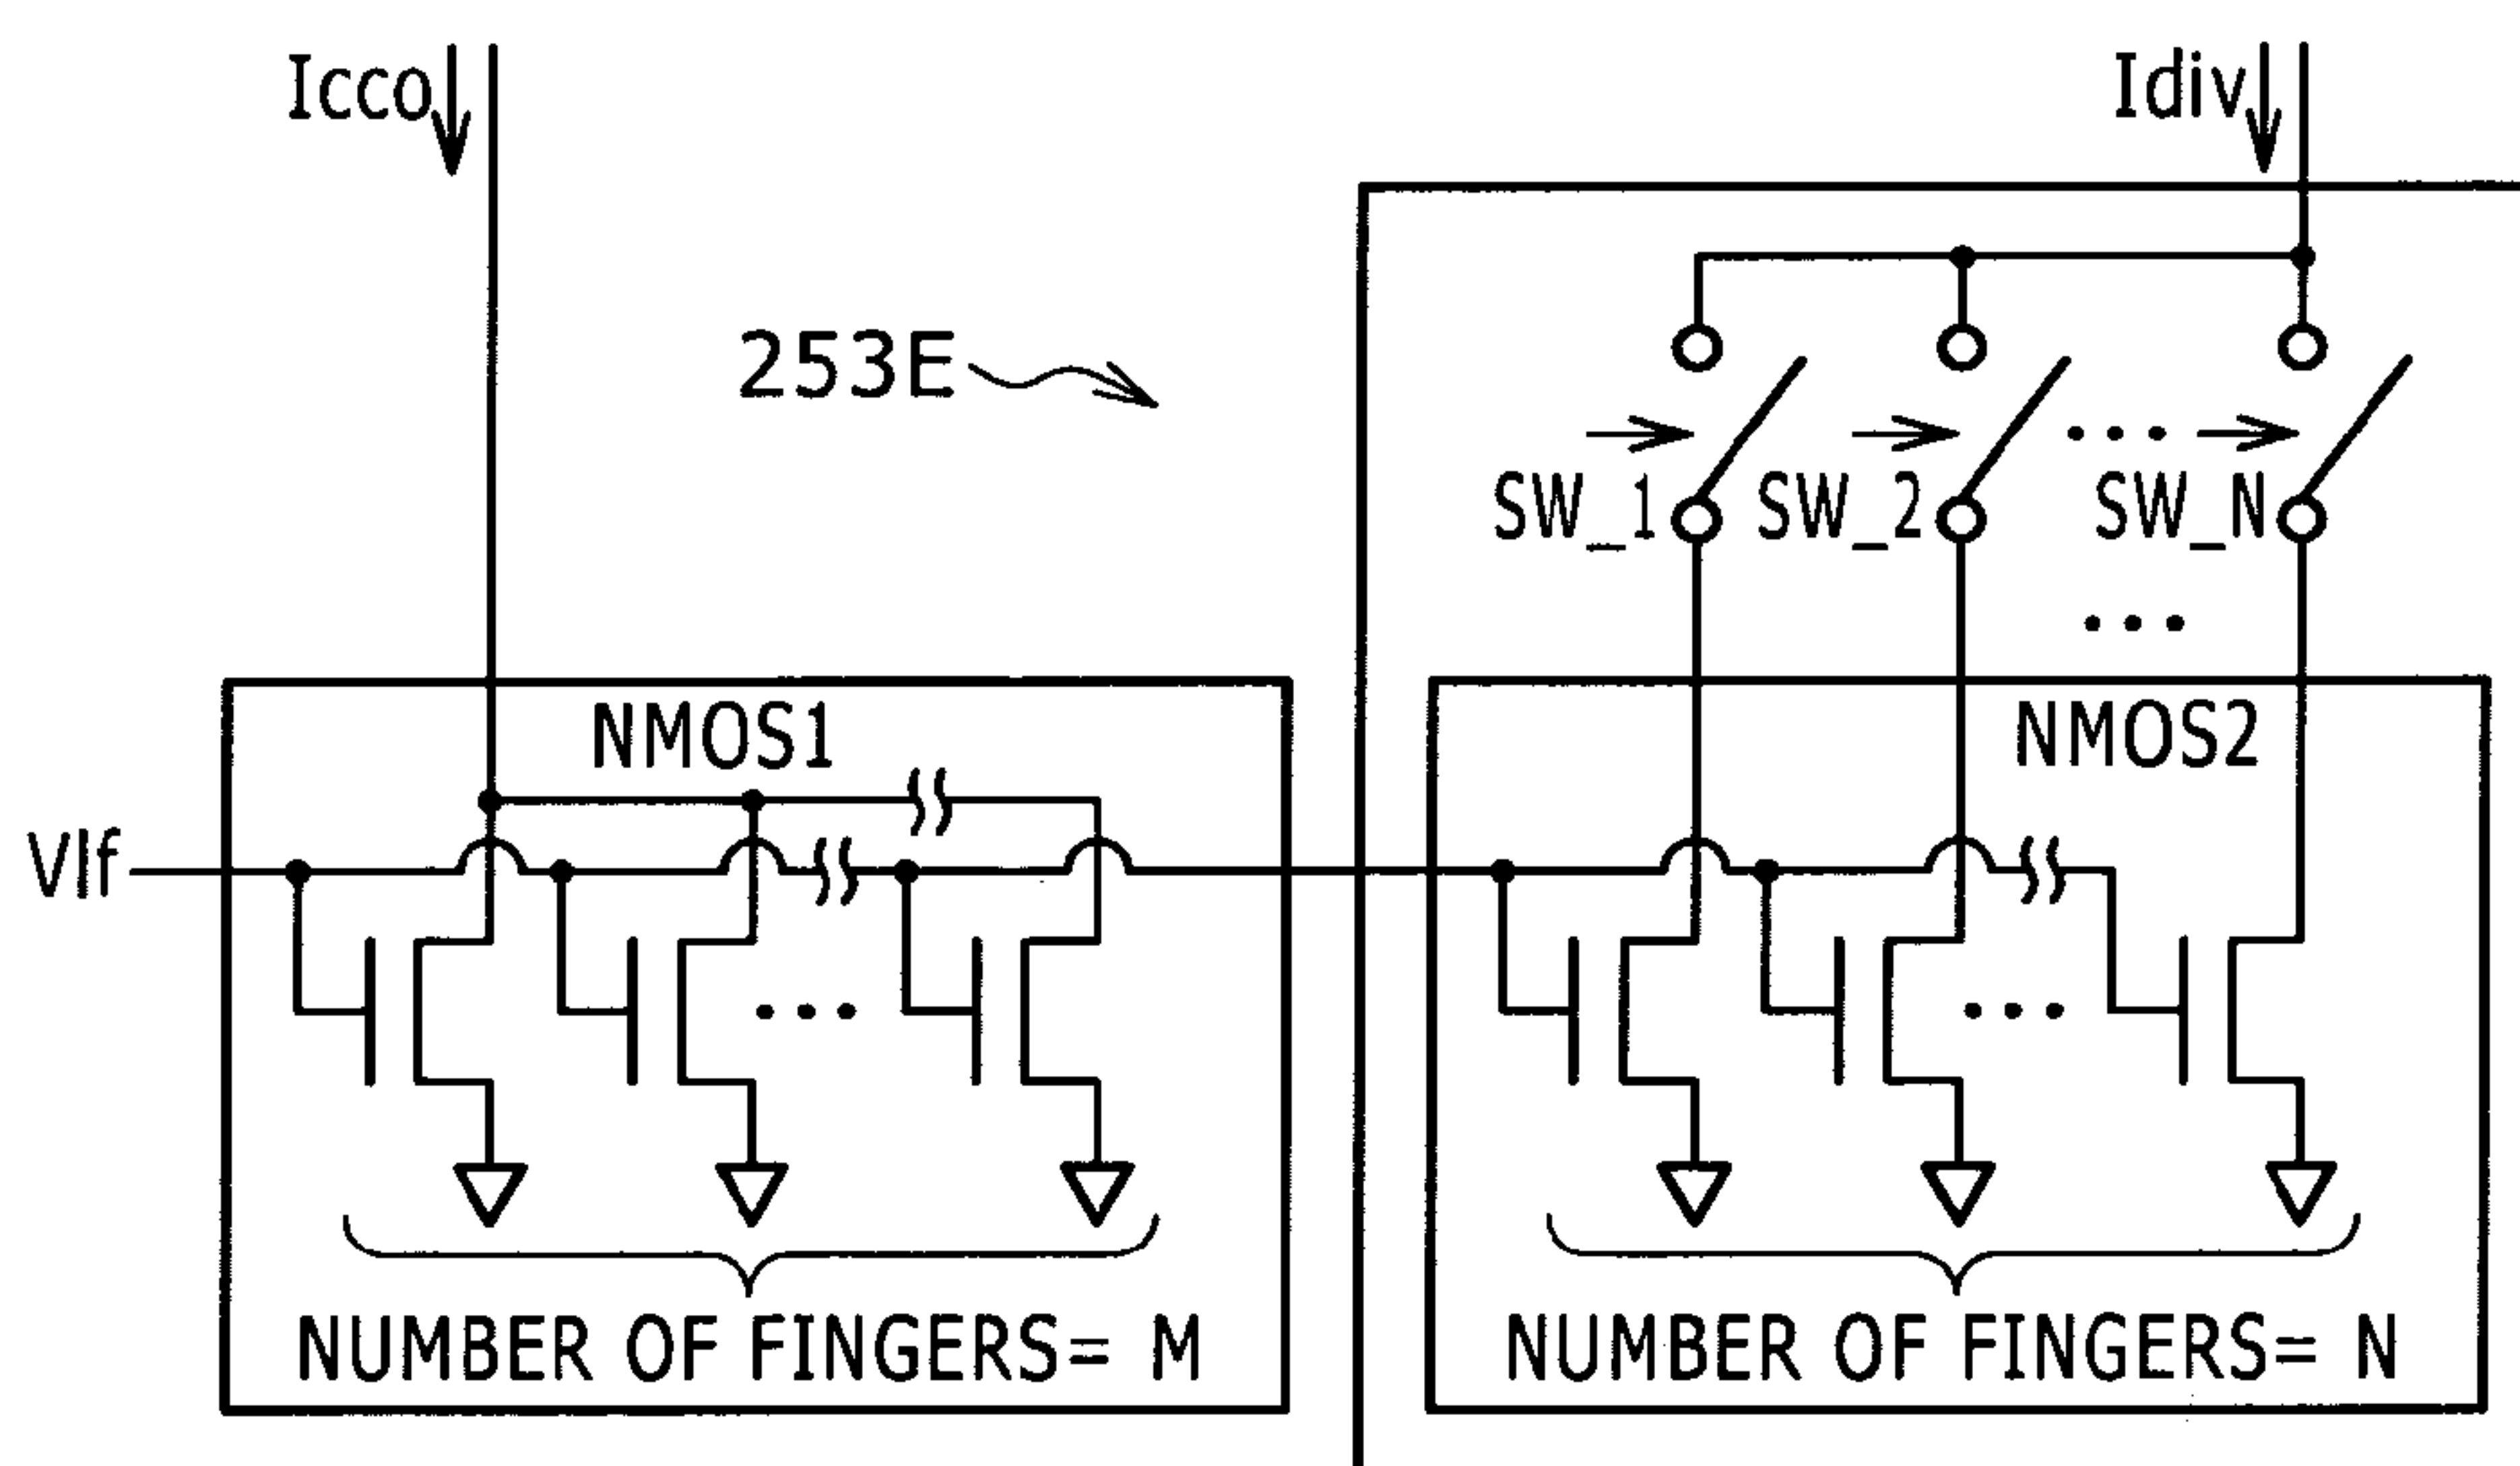 Icco
Idiv
253E
SW_1 SW_2 ... SW_N
...
NMOS1
NMOS2
Vlf
...
...
NUMBER OF FINGERS= M
NUMBER OF FINGERS= N